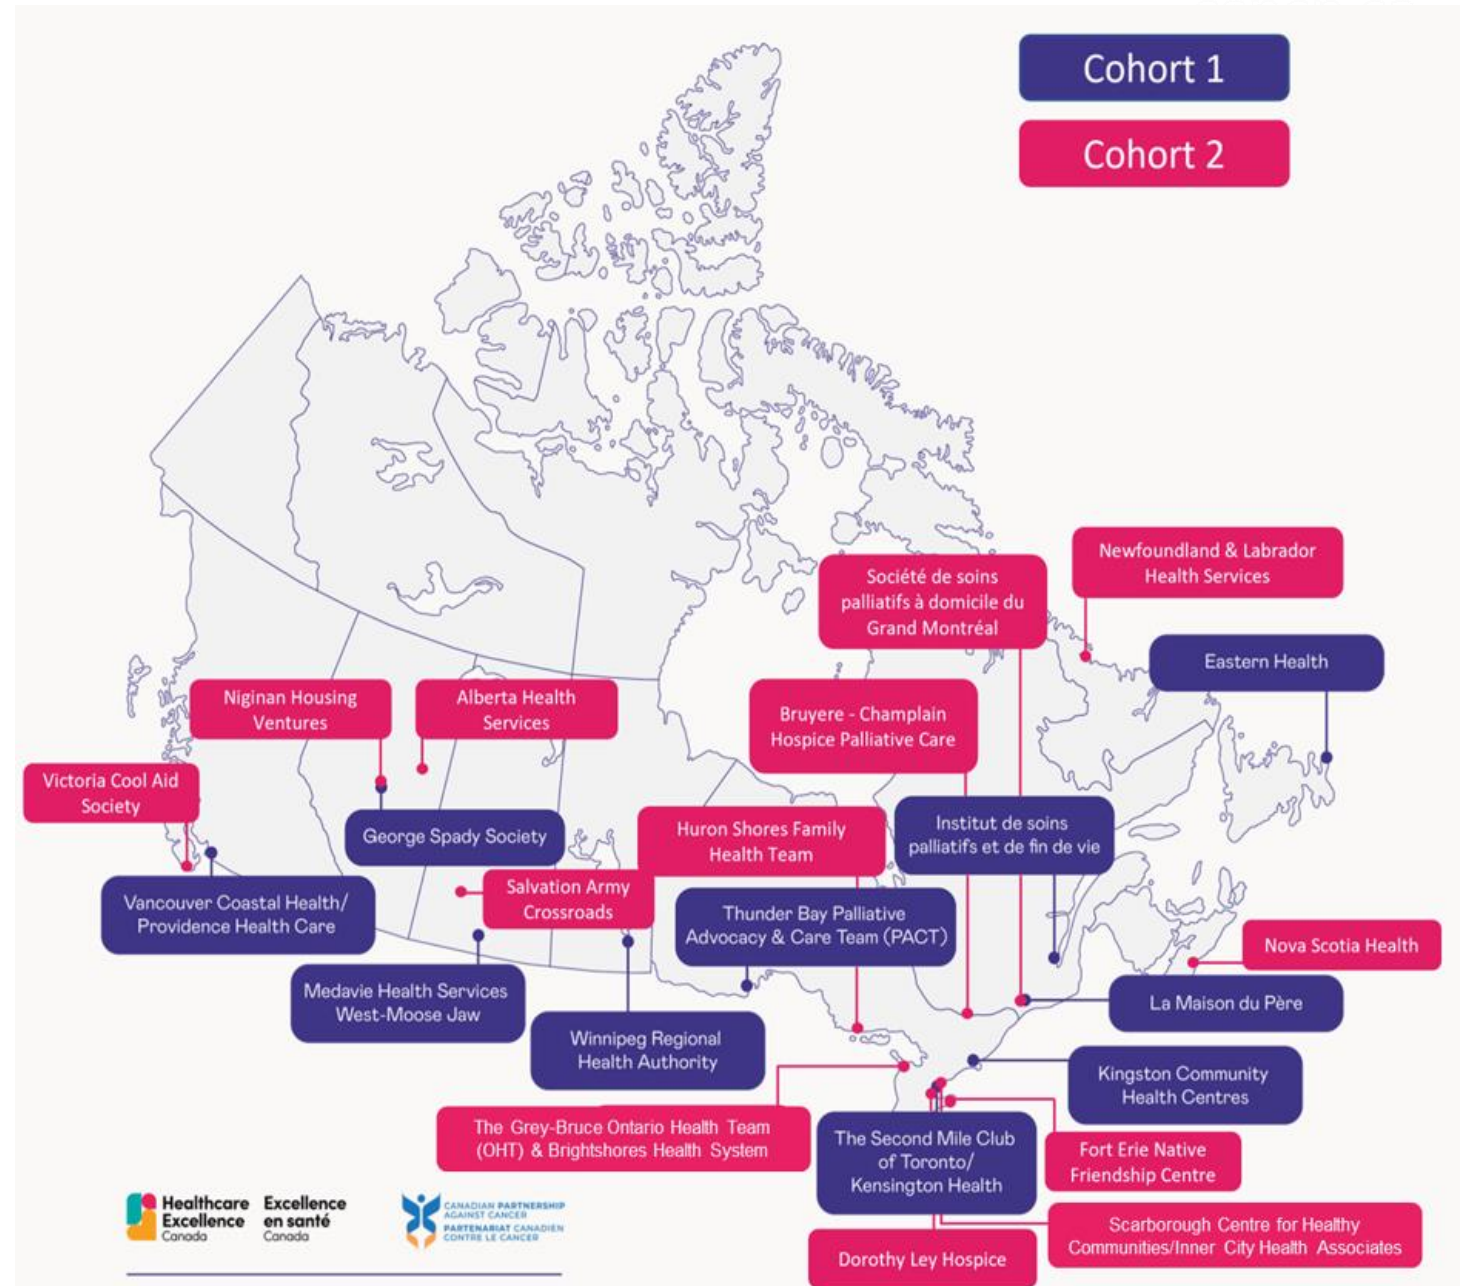 Cohort 1
Cohort 2
Newfoundland & Labrador
Health Services
Société de soins
palliatifs à domicile du
Grand Montréal
Eastern Health
Niginan Housing
Ventures
Alberta Health
Services
Bruyere - Champlain
Hospice Palliative Care
Victoria Cool Aid
Society
George Spady Society
Huron Shores Family
Health Team
Institut de soins
palliatifs et de fin de vie
Salvation Army
Crossroads
Vancouver Coastal Health/
Providence Health Care
Thunder Bay Palliative
Advocacy & Care Team (PACT)
Nova Scotia Health
Medavie Health Services
West-Moose Jaw
La Maison du Père
Winnipeg Regional
Health Authority
Kingston Community
Health Centres
The Grey-Bruce Ontario Health Team
(OHT) & Brightshores Health System
The Second Mile Club
of Toronto/
Kensington Health
Fort Erie Native
Friendship Centre
Scarborough Centre for Healthy
Communities/Inner City Health Associates
Dorothy Ley Hospice
Healthcare
Excellence
Canada
Excellence
en santé
Canada
CANADIAN PARTNERSHIP
AGAINST CANCER
PARTENARIAT CANADIEN
CONTRE LE CANCER